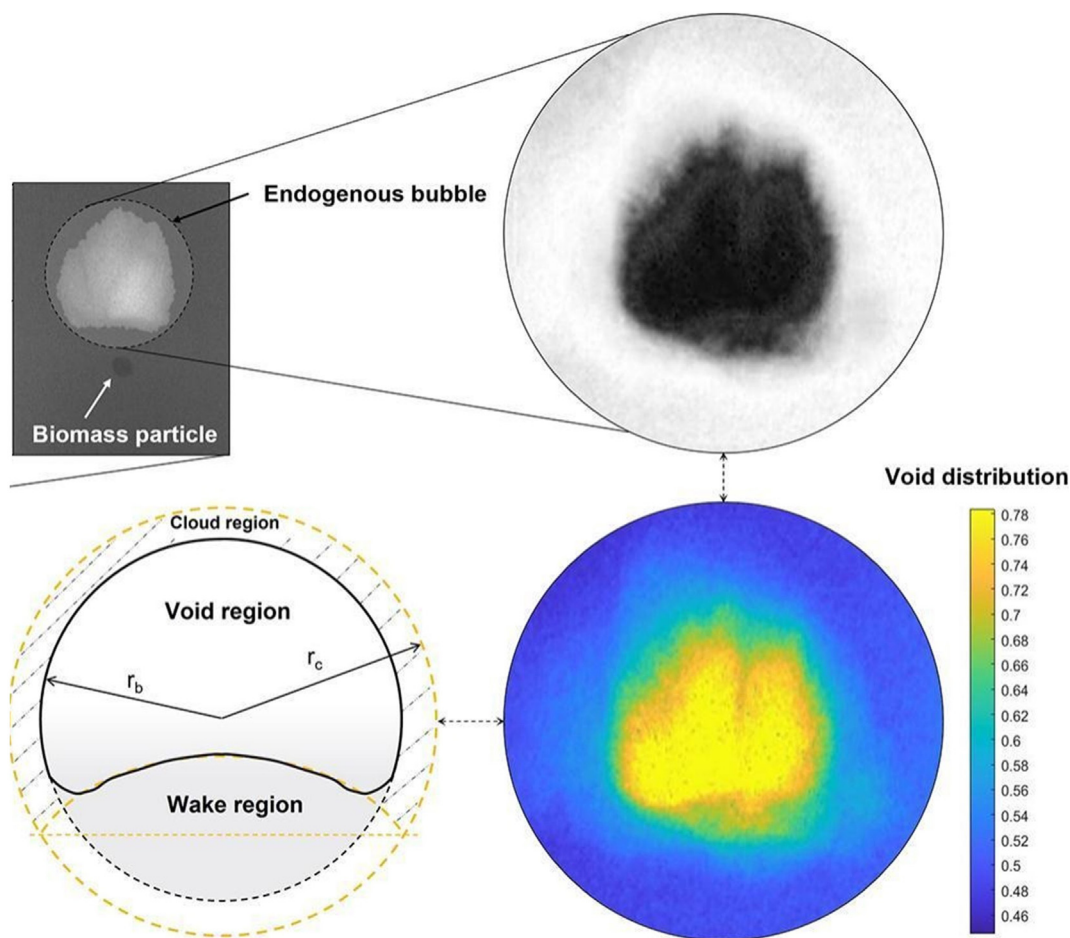 Endogenous bubble
Biomass particle
Void distribution
Cloud region
Void region
r_b
r_c
Wake region
0.78
0.76
0.74
0.72
0.7
0.68
0.66
0.64
0.62
0.6
0.58
0.56
0.54
0.52
0.5
0.48
0.46